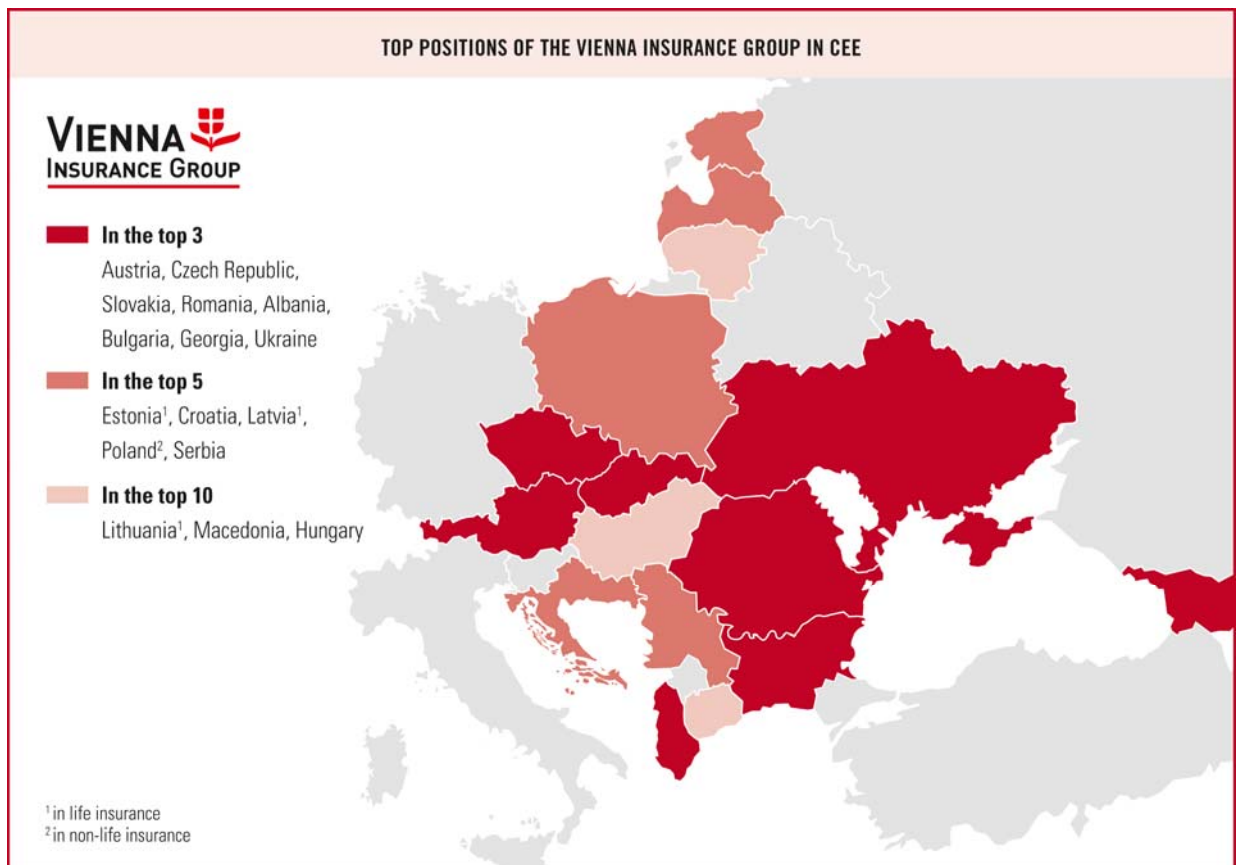 TOP POSITIONS OF THE VIENNA INSURANCE GROUP IN CEE
VIENNA
INSURANCE GROUP
In the top 3
Austria, Czech Republic,
Slovakia, Romania, Albania,
Bulgaria, Georgia, Ukraine
In the top 5
Estonia¹, Croatia, Latvia¹,
Poland², Serbia
In the top 10
Lithuania¹, Macedonia, Hungary
¹ in life insurance
² in non-life insurance